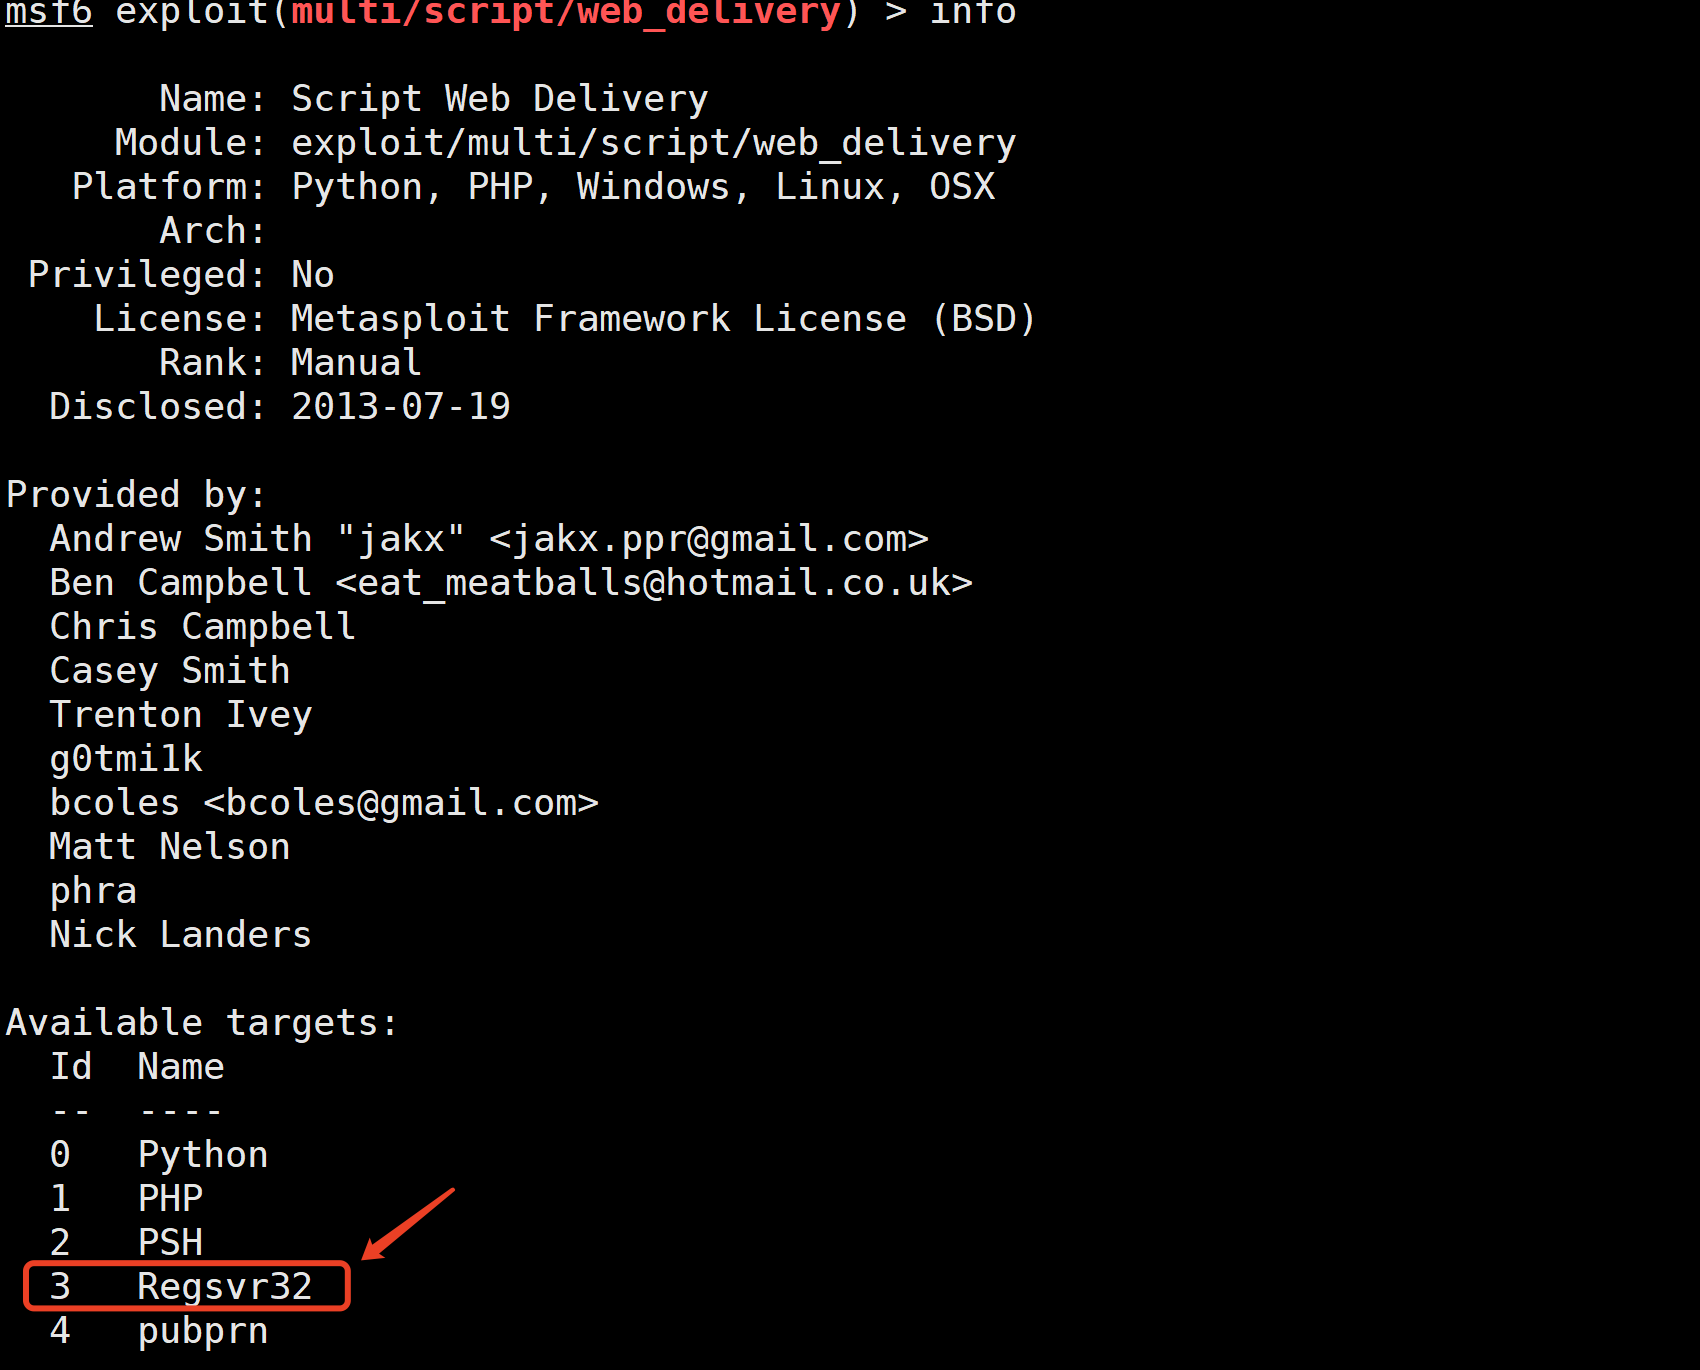 msf6 exploit(multi/script/web_delivery) > info
Name: Script Web Delivery
Module: exploit/multi/script/web_delivery
Platform: Python, PHP, Windows, Linux, OSX
Arch:
Privileged: No
License: Metasploit Framework License (BSD)
Rank: Manual
Disclosed: 2013-07-19
Provided by:
Andrew Smith "jakx" <jakx.ppr@gmail.com>
Ben Campbell <eat_meatballs@hotmail.co.uk>
Chris Campbell
Casey Smith
Trenton Ivey
g0tmi1k
bcoles <bcoles@gmail.com>
Matt Nelson
phra
Nick Landers
Available targets:
Id  Name
--  ----
0   Python
1   PHP
2   PSH
3   Regsvr32
4   pubprn